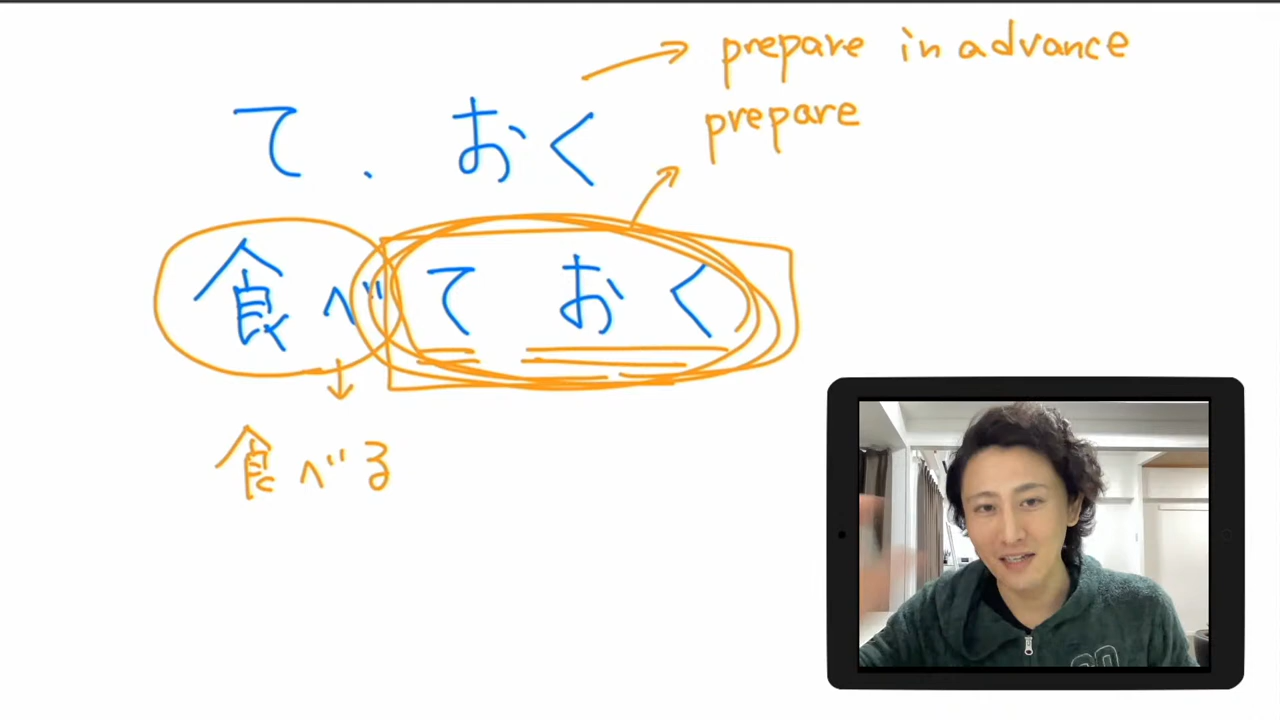 prepare in advance
て . おく
prepare
食べ ておく
食べる